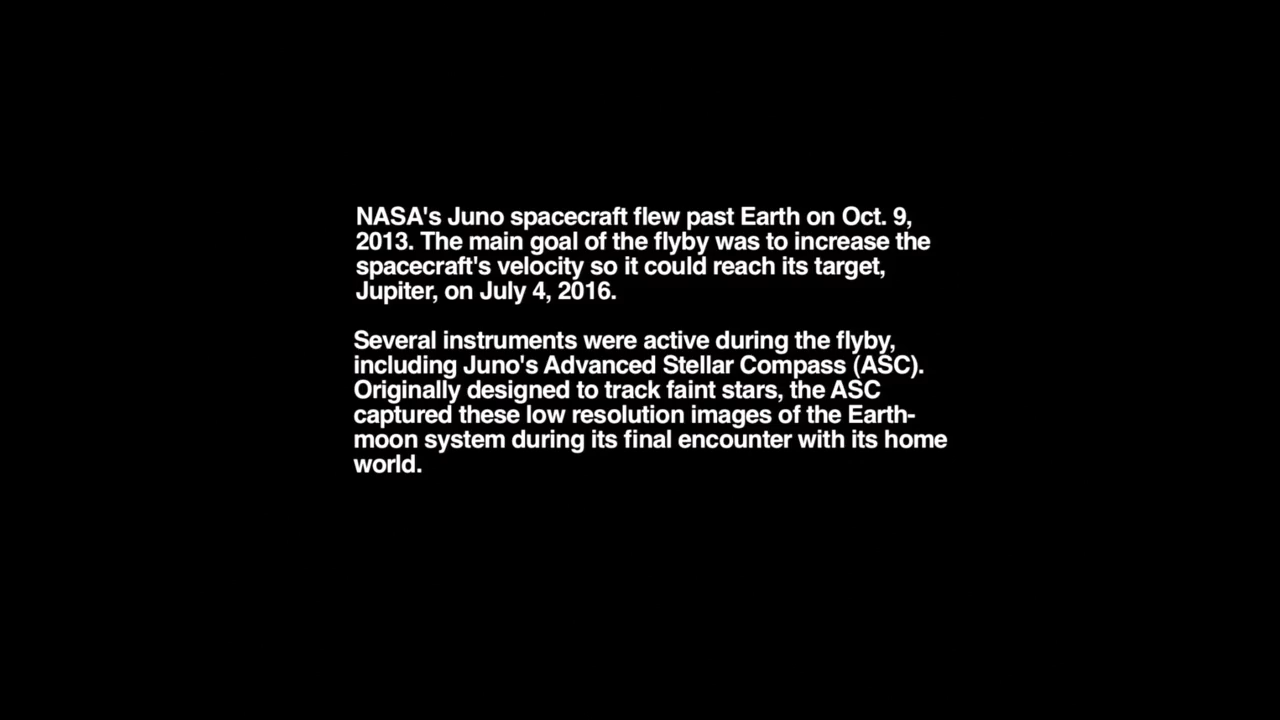 NASA's Juno spacecraft flew past Earth on Oct. 9,
2013. The main goal of the flyby was to increase the
spacecraft's velocity so it could reach its target,
Jupiter, on July 4, 2016.
Several instruments were active during the flyby,
including Juno's Advanced Stellar Compass (ASC).
Originally designed to track faint stars, the ASC
captured these low resolution images of the Earth-
moon system during its final encounter with its home
world.